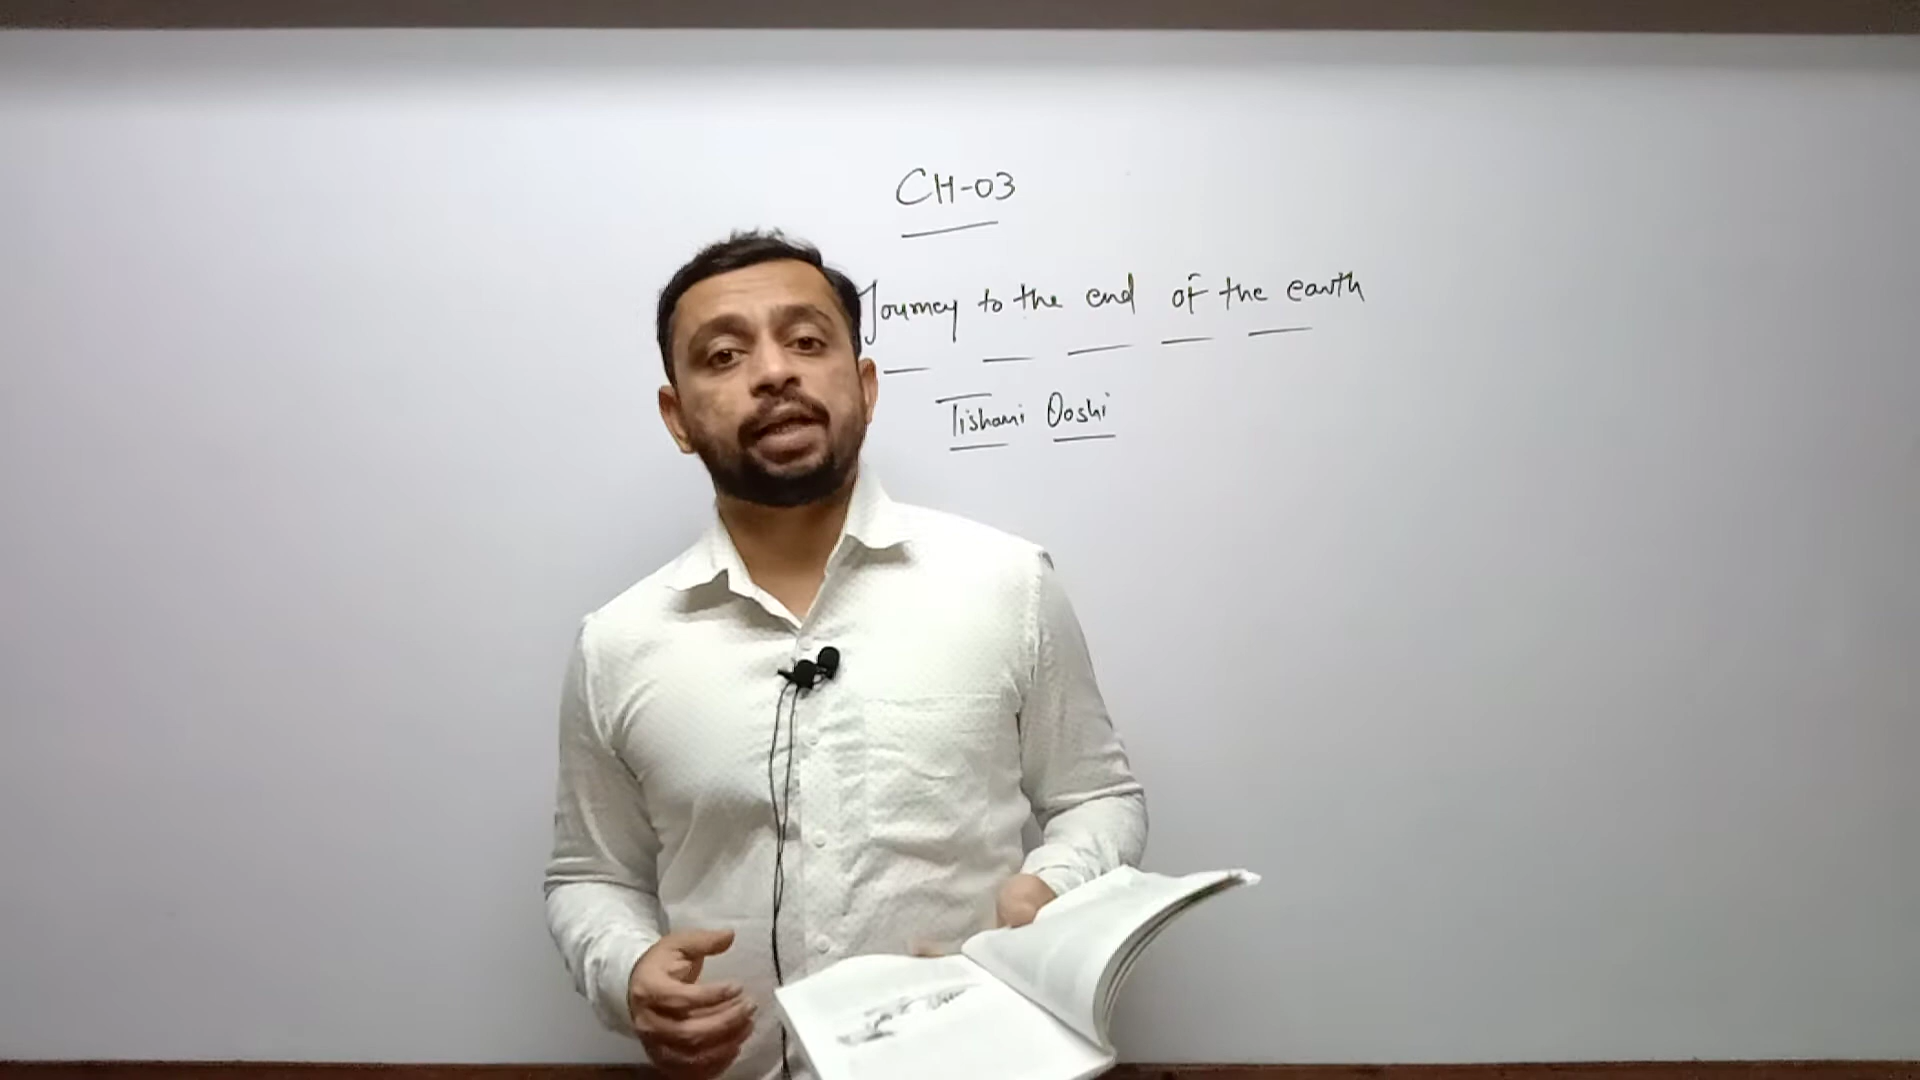 CH-03
Journey to the end of the earth
Tishani Doshi